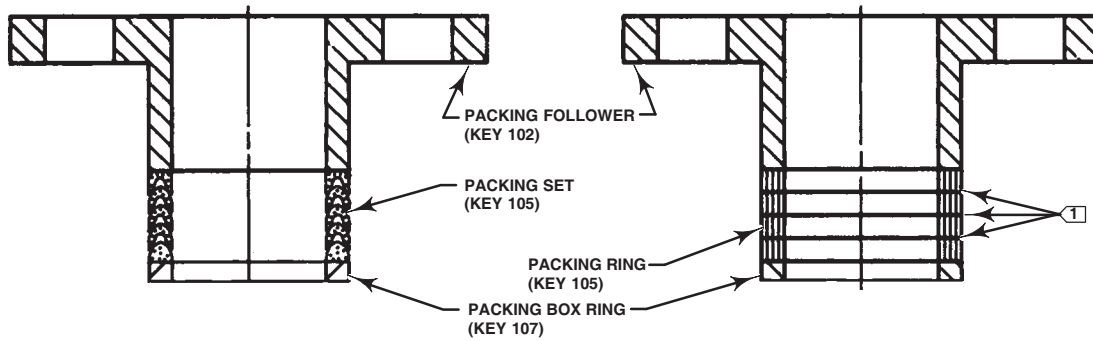 PACKING FOLLOWER
(KEY 102)
PACKING SET
(KEY 105)
1
PACKING RING
(KEY 105)
PACKING BOX RING
(KEY 107)